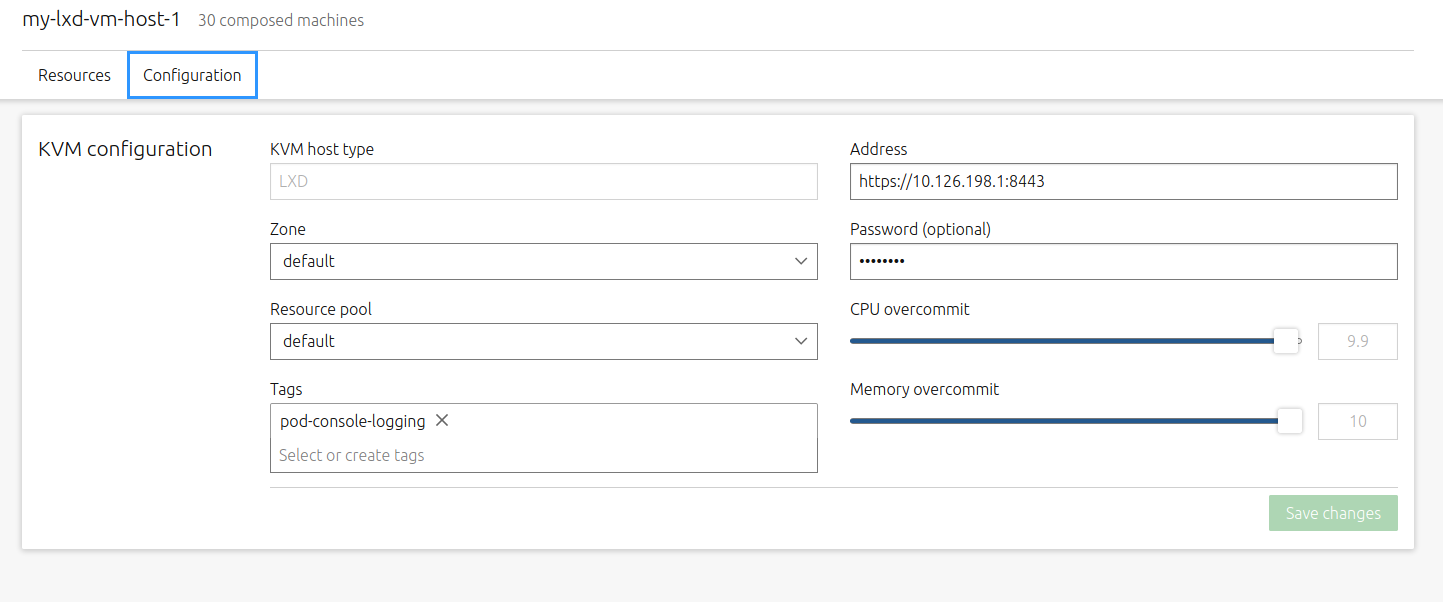 my-lxd-vm-host-1 30 composed machines
Resources Configuration
KVM configuration
KVM host type
LXD
Zone
default
Resource pool
default
Tags
pod-console-logging
Select or create tags
Address
https://10.126.198.1:8443
Password (optional)
••••••••
CPU overcommit
9.9
Memory overcommit
10
Save changes